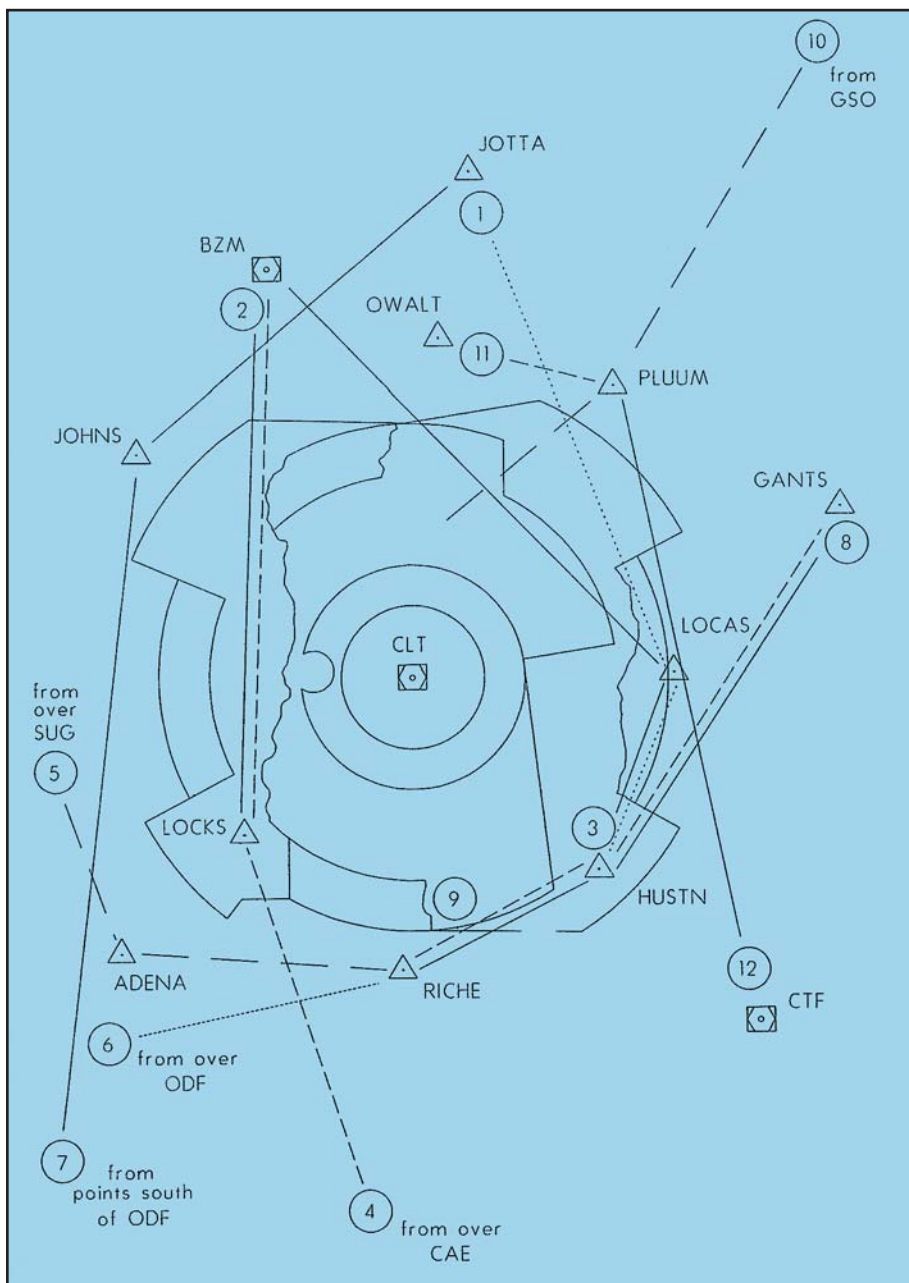 10
from
GSO
JOTTA
1
BZM
2
OWALT
11
PLUUM
JOHNS
GANTS
8
LOCAS
CLT
from
over
SUG
5
LOCKS
3
9
HUSTN
ADENA
RICHE
12
CTF
6
from over
ODF
7
from
points south
of ODF
4
from over
CAE